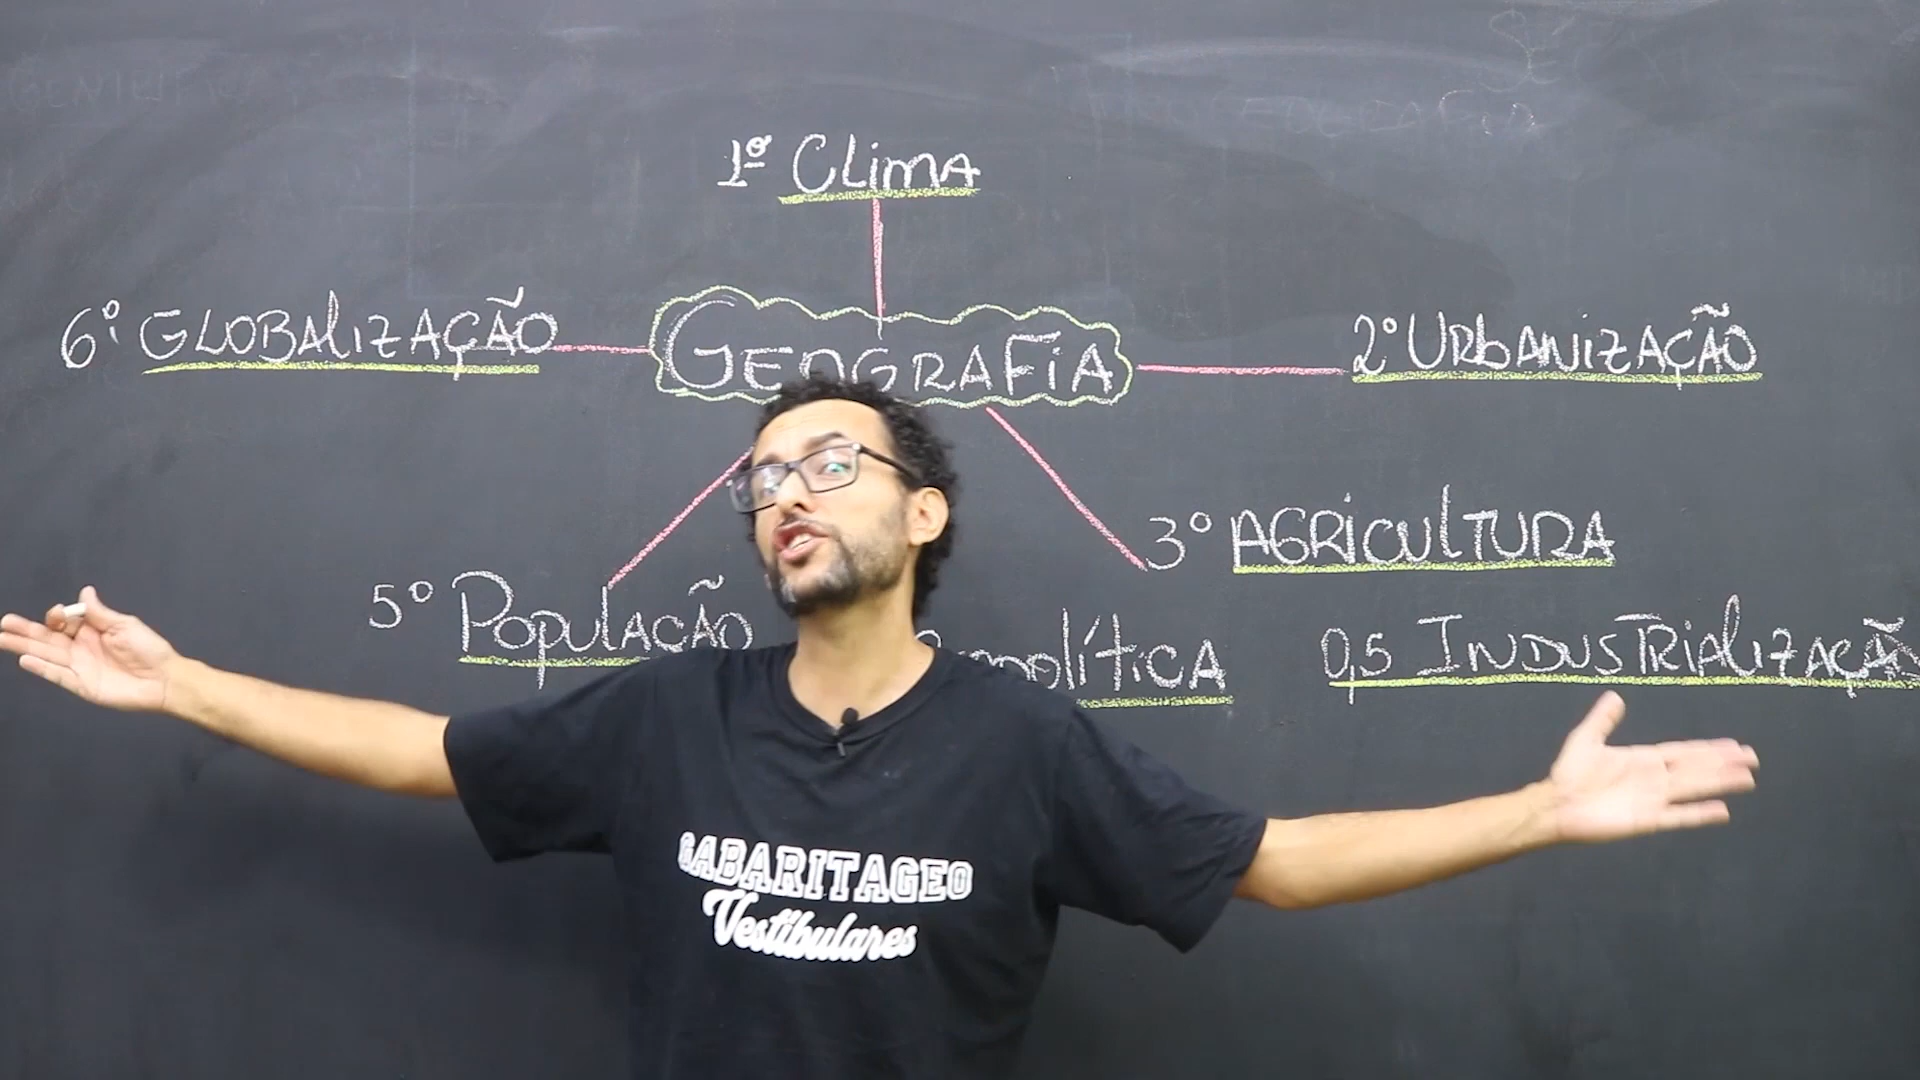 1º Clima
6º GLOBALIZAÇÃO
GEOGRAFIA
2º URBANIZAÇÃO
3º AGRICULTURA
5º POPULAÇÃO
0,5 INDUSTRIALIZAÇÃO
GABARITAGEO
Vestibulares